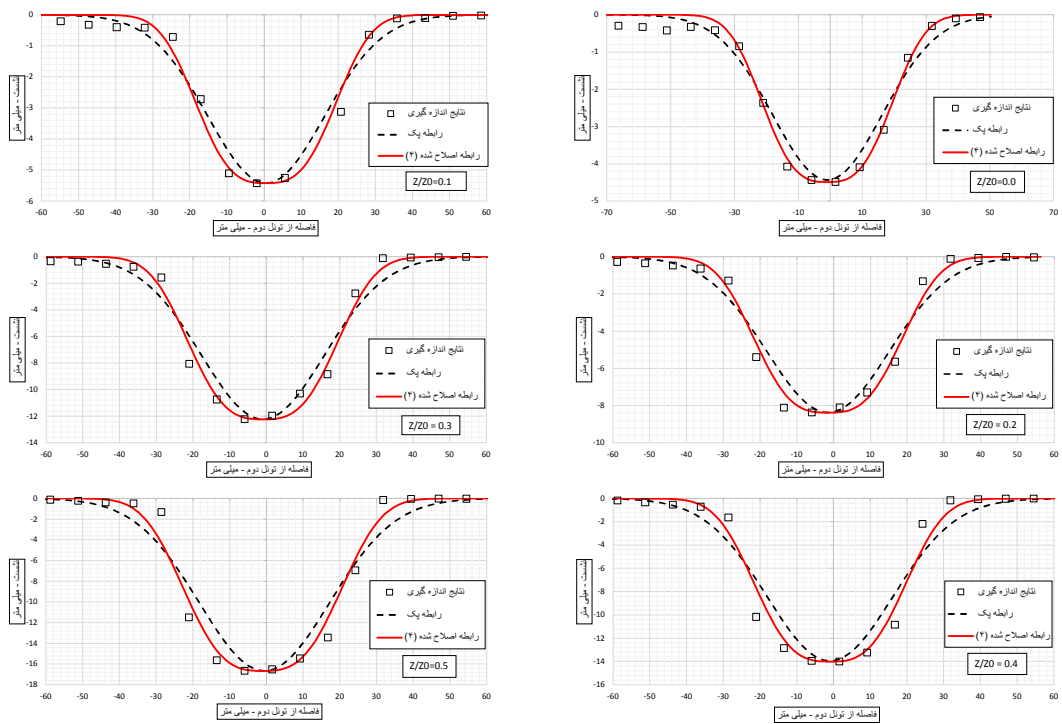 0
-1
-2
-3
-4
-5
-6
-60 -50 -40 -30 -20 -10 0 10 20 30 40 50 60
نشست - میلی متر
فاصله از تونل دوم - میلی متر
نتایج اندازه گیری
رابطه پک
رابطه اصلاح شده (۴)
Z/Z0=0.1
0
-1
-2
-3
-4
-5
-70 -50 -30 -10 10 30 50 70
نشست - میلی متر
فاصله از تونل دوم - میلی متر
نتایج اندازه گیری
رابطه پک
رابطه اصلاح شده (۴)
Z/Z0=0.0
0
-2
-4
-6
-8
-10
-12
-14
-60 -50 -40 -30 -20 -10 0 10 20 30 40 50 60
نشست - میلی متر
فاصله از تونل دوم - میلی متر
نتایج اندازه گیری
رابطه پک
رابطه اصلاح شده (۴)
Z/Z0 = 0.3
0
-2
-4
-6
-8
-10
-60 -50 -40 -30 -20 -10 0 10 20 30 40 50 60
نشست - میلی متر
فاصله از تونل دوم - میلی متر
نتایج اندازه گیری
رابطه پک
رابطه اصلاح شده (۴)
Z/Z0 = 0.2
0
-2
-4
-6
-8
-10
-12
-14
-16
-18
-60 -50 -40 -30 -20 -10 0 10 20 30 40 50 60
نشست - میلی متر
فاصله از تونل دوم - میلی متر
نتایج اندازه گیری
رابطه پک
رابطه اصلاح شده (۴)
Z/Z0=0.5
0
-2
-4
-6
-8
-10
-12
-14
-16
-60 -50 -40 -30 -20 -10 0 10 20 30 40 50 60
نشست - میلی متر
فاصله از تونل دوم - میلی متر
نتایج اندازه گیری
رابطه پک
رابطه اصلاح شده (۴)
Z/Z0 = 0.4